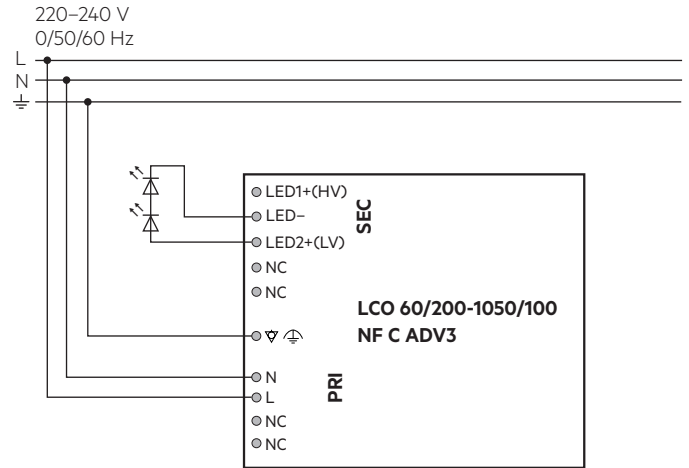 220–240 V
0/50/60 Hz
L
N
LED1+(HV)
LED–
LED2+(LV)
NC
NC
SEC
LCO 60/200-1050/100
NF C ADV3
N
L
NC
NC
PRI